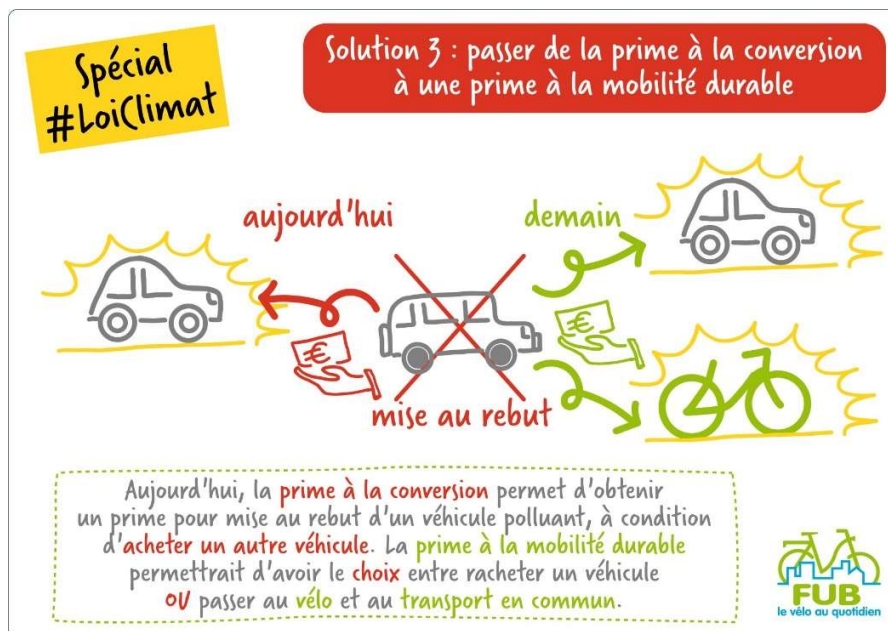 Spécial
#LoiClimat
Solution 3 : passer de la prime à la conversion
à une prime à la mobilité durable
aujourd'hui
demain
€
€
mise au rebut
Aujourd'hui, la prime à la conversion permet d'obtenir
un prime pour mise au rebut d'un véhicule polluant, à condition
d'acheter un autre véhicule. La prime à la mobilité durable
permettrait d'avoir le choix entre racheter un véhicule
OU passer au vélo et au transport en commun.
FUB
le vélo au quotidien